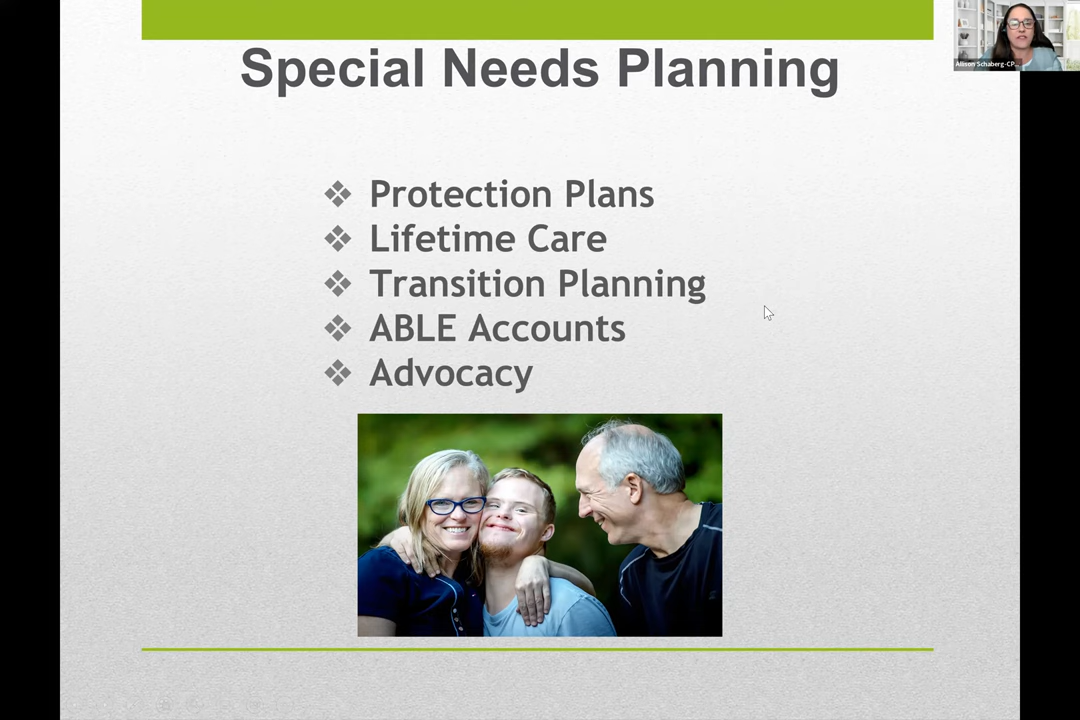 Special Needs Planning
Allison Schaberg-CP...
❖ Protection Plans
❖ Lifetime Care
❖ Transition Planning
❖ ABLE Accounts
❖ Advocacy